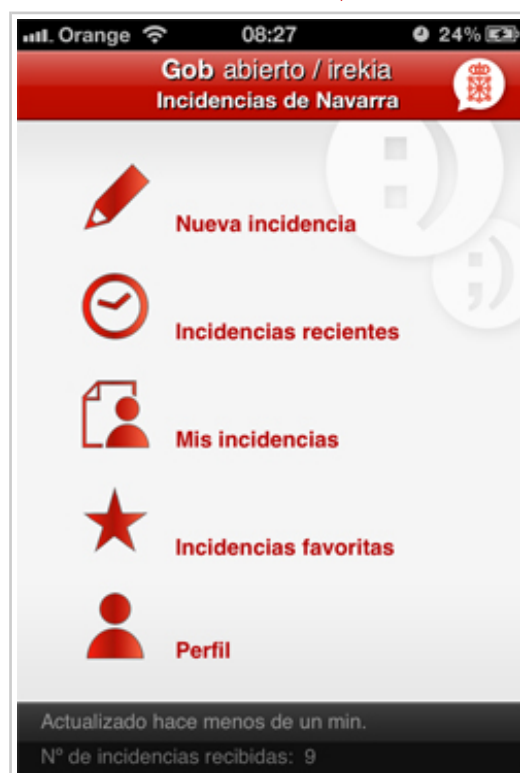 Orange 08:27 24%
Gob abierto / irekia
Incidencias de Navarra
:)
;)
Nueva incidencia
Incidencias recientes
Mis incidencias
Incidencias favoritas
Perfil
Actualizado hace menos de un min.
Nº de incidencias recibidas: 9